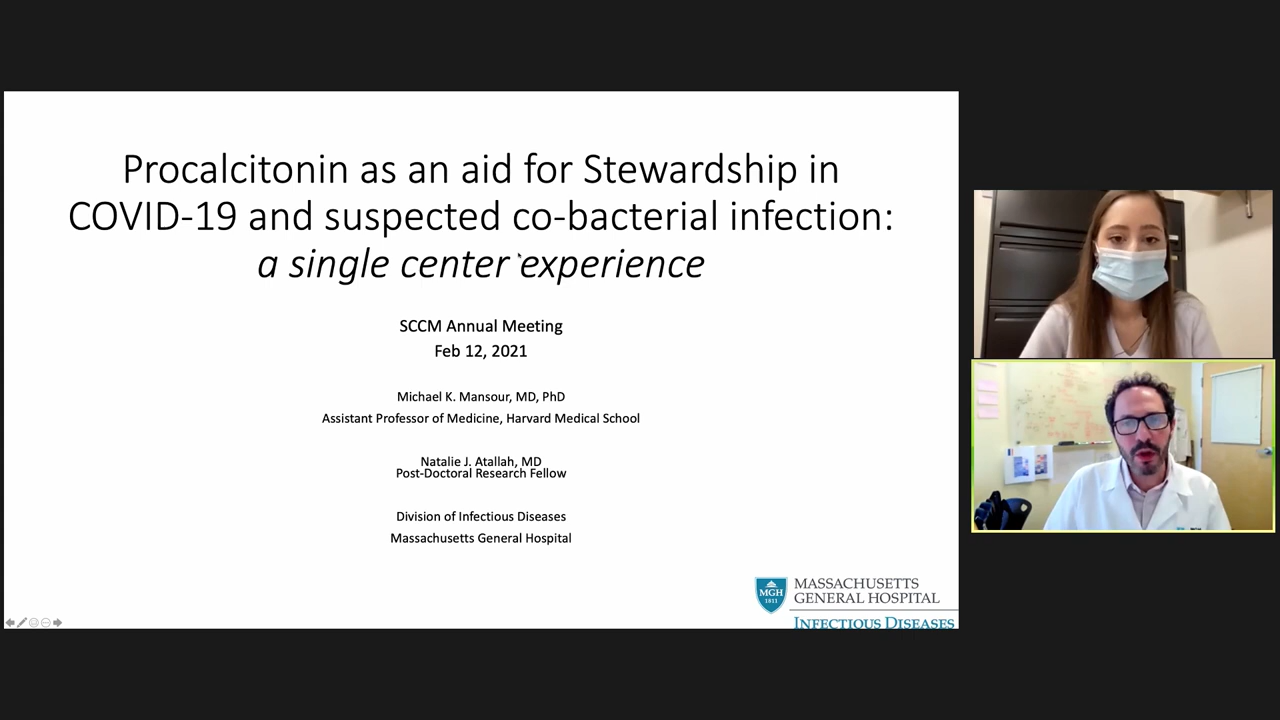 Procalcitonin as an aid for Stewardship in
COVID-19 and suspected co-bacterial infection:
a single center experience
SCCM Annual Meeting
Feb 12, 2021
Michael K. Mansour, MD, PhD
Assistant Professor of Medicine, Harvard Medical School
Natalie J. Atallah, MD
Post-Doctoral Research Fellow
Division of Infectious Diseases
Massachusetts General Hospital
MGH
1811
MASSACHUSETTS
GENERAL HOSPITAL
INFECTIOUS DISEASES